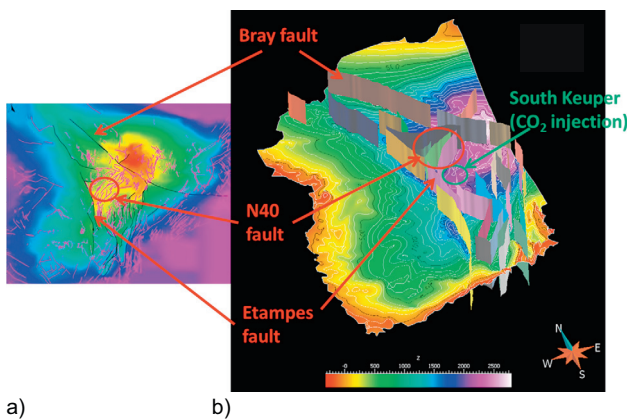 Bray fault
South Keuper
(CO₂ injection)
N40
fault
Etampes
fault
N
E
W
S
z
-0 500 1000 1500 2000 2500
a)
b)